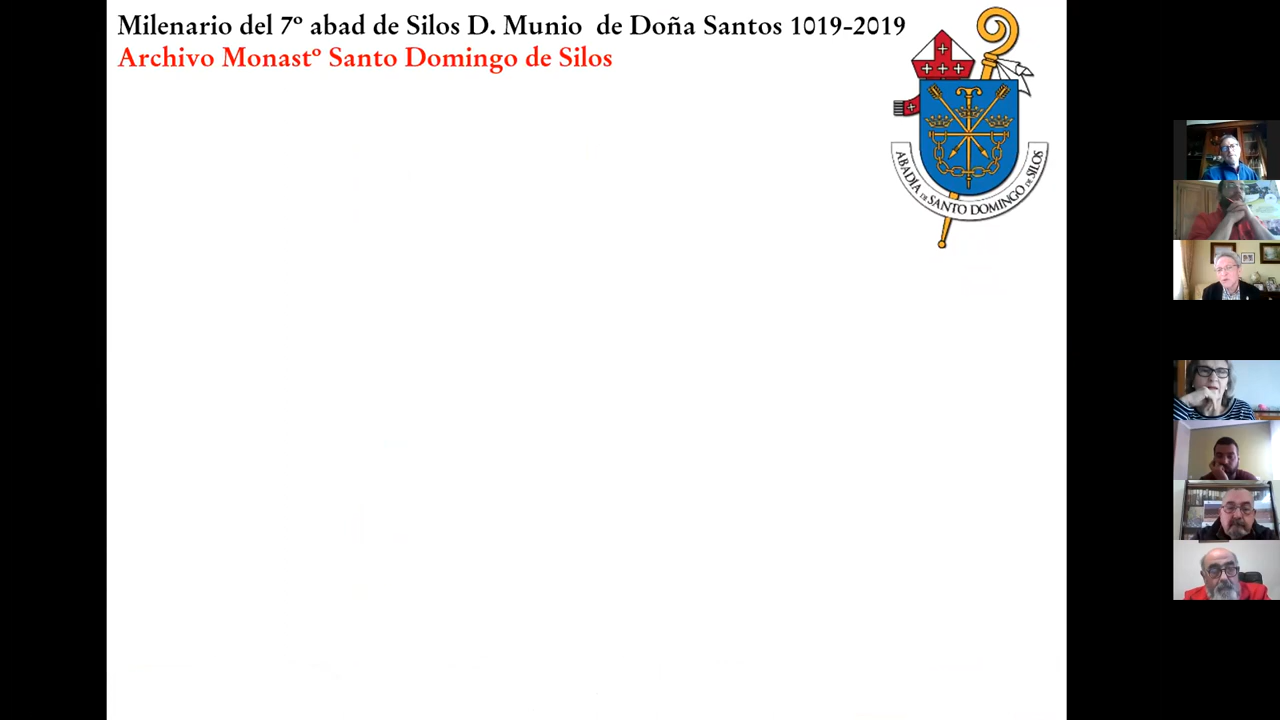 Milenario del 7º abad de Silos D. Munio de Doña Santos 1019-2019
Archivo Monastº Santo Domingo de Silos
ABADÍA DE SANTO DOMINGO DE SILOS